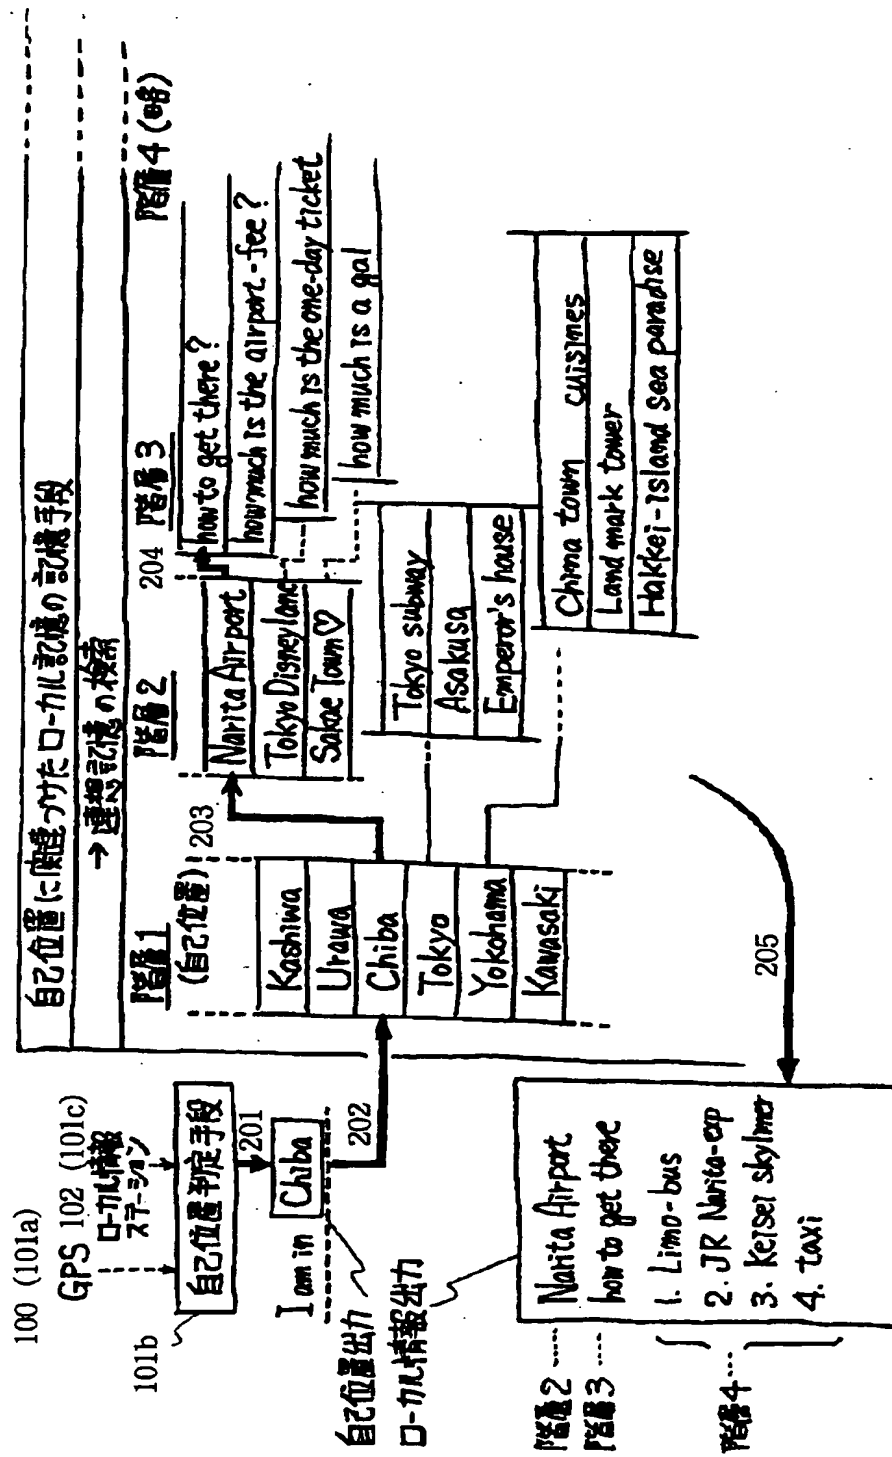 自己位置に関連づけたローカル記憶の記憶手段
→連想記憶の検索
階層1
(自己位置)
階層2
204
階層3
階層4(略)
100 (101a)
GPS 102 (101c)
ローカル情報
ステーション
自己位置判定手段
101b
201
I am in
Chiba
202
自己位置出力
ローカル情報出力
Kashiwa
Urawa
Chiba
Tokyo
Yokohama
Kawasaki
203
Narita Airport
Tokyo Disneyland
Sakae Town♡
how to get there?
how much is the airport-fee?
how much is the one-day ticket
how much is a gal
Tokyo subway
Asakusa
Emperor's house
China town cuisines
Land mark tower
Hakkei-Island sea paradise
205
階層2
Narita Airport
階層3
how to get there
階層4
1. Limo-bus
2. JR Narita-exp
3. Keisei skyliner
4. taxi